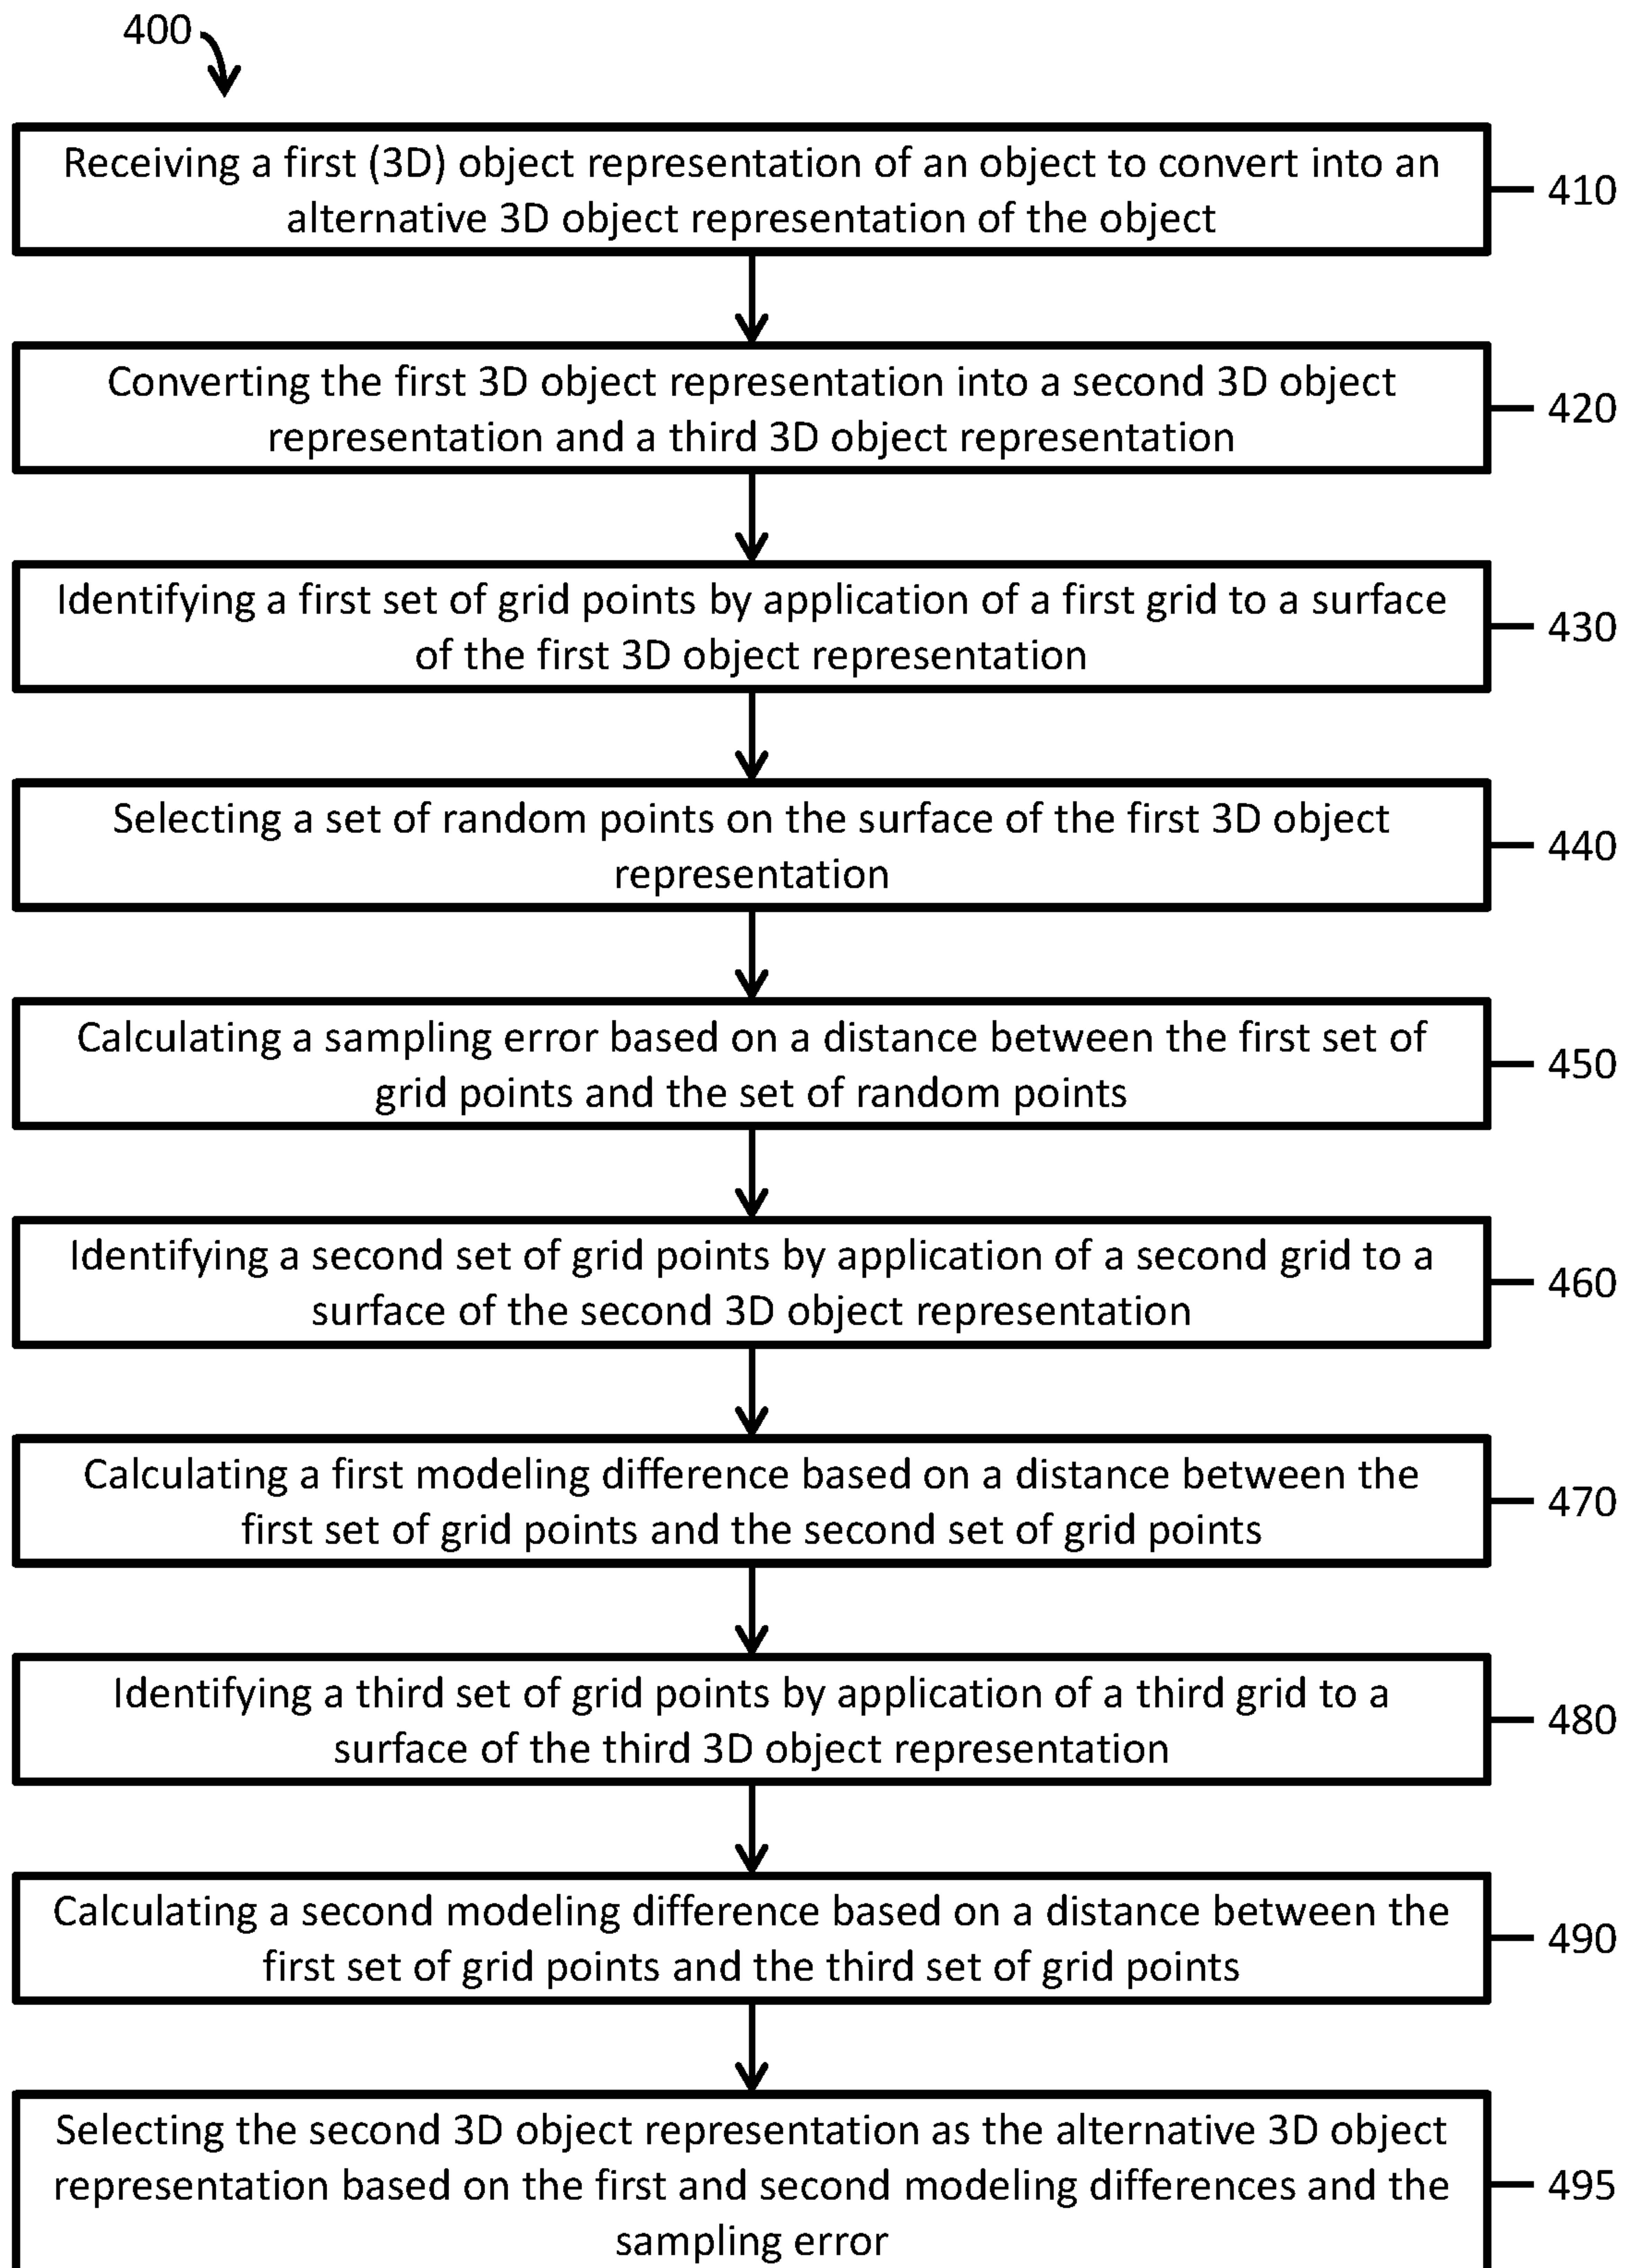 400
Receiving a first (3D) object representation of an object to convert into an
alternative 3D object representation of the object
410
Converting the first 3D object representation into a second 3D object
representation and a third 3D object representation
420
Identifying a first set of grid points by application of a first grid to a surface
of the first 3D object representation
430
Selecting a set of random points on the surface of the first 3D object
representation
440
Calculating a sampling error based on a distance between the first set of
grid points and the set of random points
450
Identifying a second set of grid points by application of a second grid to a
surface of the second 3D object representation
460
Calculating a first modeling difference based on a distance between the
first set of grid points and the second set of grid points
470
Identifying a third set of grid points by application of a third grid to a
surface of the third 3D object representation
480
Calculating a second modeling difference based on a distance between the
first set of grid points and the third set of grid points
490
Selecting the second 3D object representation as the alternative 3D object
representation based on the first and second modeling differences and the
sampling error
495